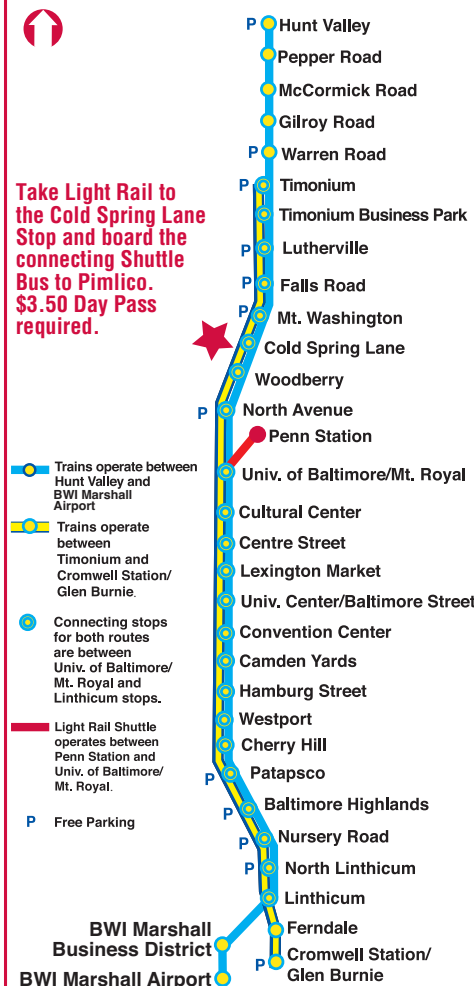 P Hunt Valley
Pepper Road
McCormick Road
Gilroy Road
P Warren Road
P Timonium
Timonium Business Park
P Lutherville
P Falls Road
P Mt. Washington
Cold Spring Lane
Woodberry
P North Avenue
Penn Station
Univ. of Baltimore/Mt. Royal
Cultural Center
Centre Street
Lexington Market
Univ. Center/Baltimore Street
Convention Center
Camden Yards
Hamburg Street
Westport
Cherry Hill
P Patapsco
P Baltimore Highlands
P Nursery Road
P North Linthicum
Linthicum
Ferndale
P Cromwell Station/
Glen Burnie
BWI Marshall
Business District
BWI Marshall Airport
Take Light Rail to
the Cold Spring Lane
Stop and board the
connecting Shuttle
Bus to Pimlico.
$3.50 Day Pass
required.
Trains operate between
Hunt Valley and
BWI Marshall
Airport
Trains operate
between
Timonium and
Cromwell Station/
Glen Burnie.
Connecting stops
for both routes
are between
Univ. of Baltimore/
Mt. Royal and
Linthicum stops.
Light Rail Shuttle
operates between
Penn Station and
Univ. of Baltimore/
Mt. Royal.
P Free Parking